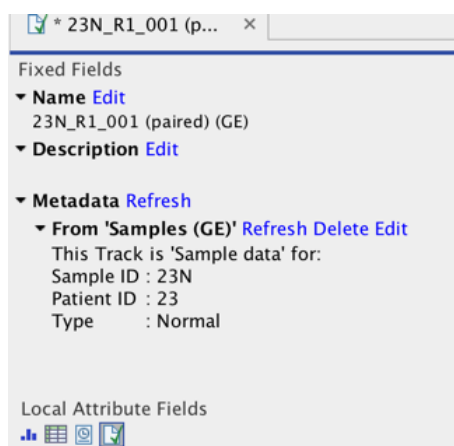 * 23N_R1_001 (p... ×
Fixed Fields
Name Edit
23N_R1_001 (paired) (GE)
Description Edit
Metadata Refresh
From 'Samples (GE)' Refresh Delete Edit
This Track is 'Sample data' for:
Sample ID : 23N
Patient ID : 23
Type : Normal
Local Attribute Fields